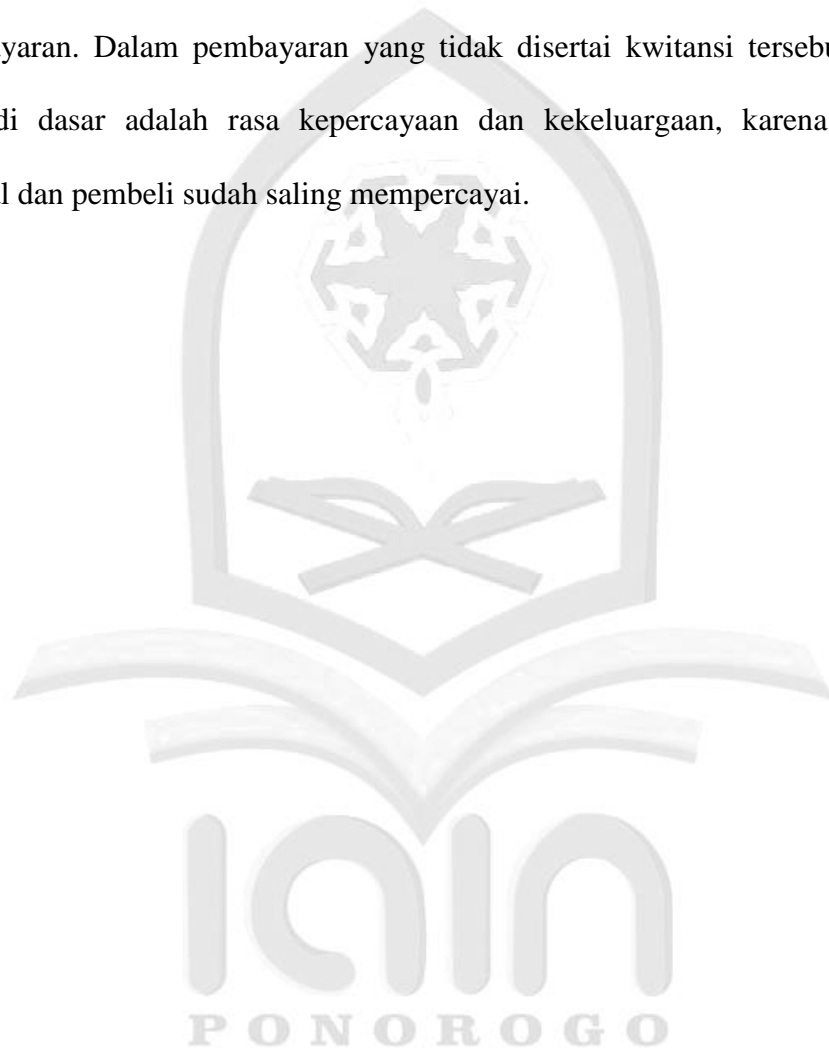 yaran. Dalam pembayaran yang tidak disertai kwitansi tersebu
di dasar adalah rasa kepercayaan dan kekeluargaan, karena
l dan pembeli sudah saling mempercayai.
iain
PONOROGO